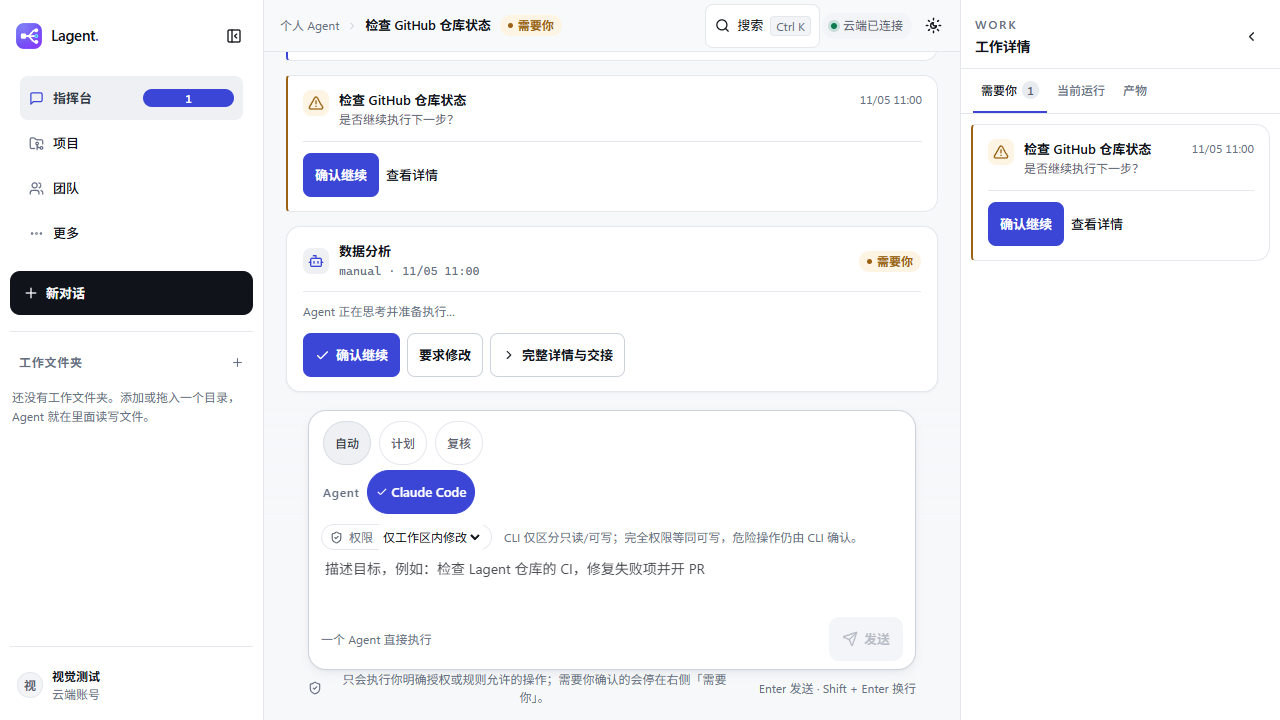 Lagent.
指挥台
1
项目
团队
更多
新对话
工作文件夹
还没有工作文件夹。添加或拖入一个目录，
Agent 就在里面读写文件。
视
视觉测试
云端账号
个人 Agent
检查 GitHub 仓库状态
需要你
搜索
Ctrl K
云端已连接
检查 GitHub 仓库状态
11/05 11:00
是否继续执行下一步？
确认继续
查看详情
数据分析
manual · 11/05 11:00
需要你
Agent 正在思考并准备执行…
确认继续
要求修改
完整详情与交接
自动
计划
复核
Agent
Claude Code
权限
仅工作区内修改
CLI 仅区分只读/可写；完全权限等同可写，危险操作仍由 CLI 确认。
描述目标，例如：检查 Lagent 仓库的 CI，修复失败项并开 PR
一个 Agent 直接执行
发送
只会执行你明确授权或规则允许的操作；需要你确认的会停在右侧「需要
你」。
Enter 发送 · Shift + Enter 换行
WORK
工作详情
需要你
1
当前运行
产物
检查 GitHub 仓库状态
11/05 11:00
是否继续执行下一步？
确认继续
查看详情